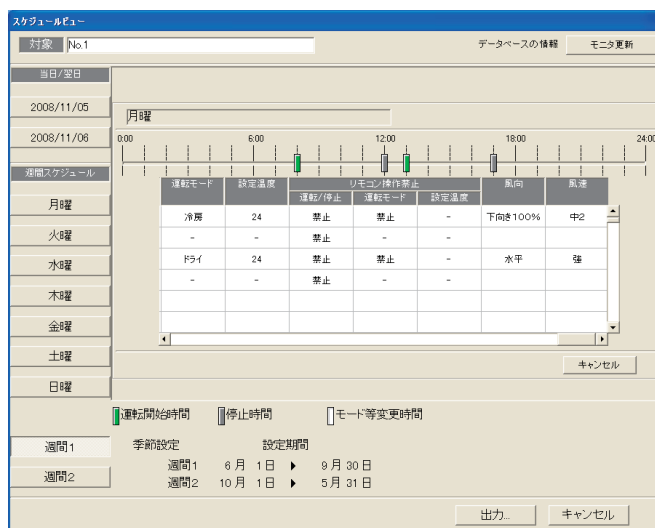 スケジュールビュー
対象 No.1 データベースの情報 モニタ更新
当日/翌日
2008/11/05
2008/11/06
週間スケジュール
月曜
火曜
水曜
木曜
金曜
土曜
日曜
週間1
週間2
月曜
0:00 6:00 12:00 18:00 24:00
運転モード 設定温度 リモコン操作禁止 風向 風速
運転/停止 運転モード 設定温度
冷房 24 禁止 禁止 - 下向き100% 中2
- - 禁止 - - 
ドライ 24 禁止 禁止 - 水平 強
- - 禁止 - -
キャンセル
運転開始時間 停止時間 モード等変更時間
季節設定 設定期間
週間1 6月 1日 ▶ 9月 30日
週間2 10月 1日 ▶ 5月 31日
出力... キャンセル